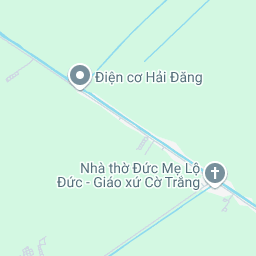 Điện cơ Hải Đăng
Nhà thờ Đức Mẹ Lộ
Đức - Giáo xứ Cờ Trắng